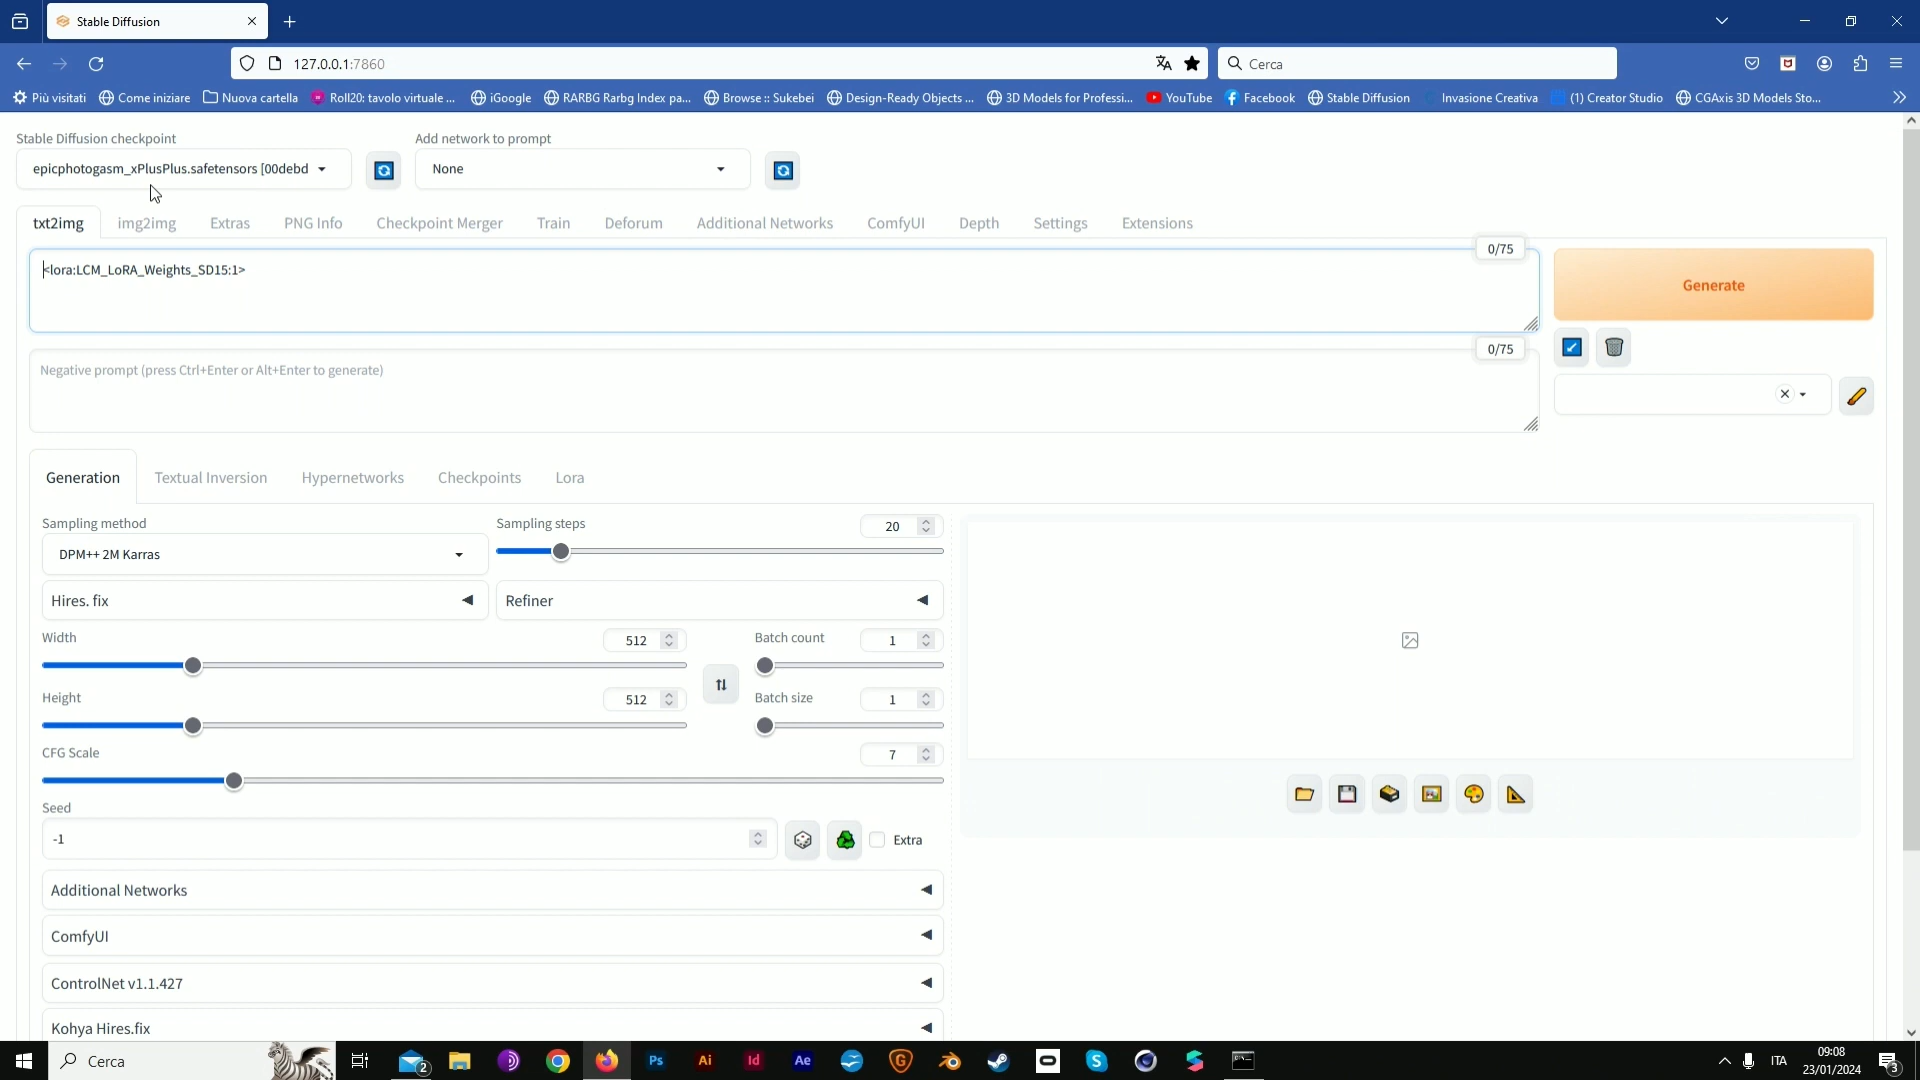 Stable Diffusion
127.0.0.1:7860
Cerca
Più visitati
Come iniziare
Nuova cartella
Roll20: tavolo virtuale ...
iGoogle
RARBG Rarbg Index pa...
Browse :: Sukebei
Design-Ready Objects ...
3D Models for Professi...
YouTube
Facebook
Stable Diffusion
Invasione Creativa
(1) Creator Studio
CGAxis 3D Models Sto...
Stable Diffusion checkpoint
Add network to prompt
epicphotogasm_xPlusPlus.safetensors [00debd
None
txt2img
img2img
Extras
PNG Info
Checkpoint Merger
Train
Deforum
Additional Networks
ComfyUI
Depth
Settings
Extensions
0/75
<lora:LCM_LoRA_Weights_SD15:1>
Generate
0/75
Negative prompt (press Ctrl+Enter or Alt+Enter to generate)
Generation
Textual Inversion
Hypernetworks
Checkpoints
Lora
Sampling method
Sampling steps
20
DPM++ 2M Karras
Hires. fix
Refiner
Width
512
Batch count
1
Height
512
Batch size
1
CFG Scale
7
Seed
-1
Extra
Additional Networks
ComfyUI
ControlNet v1.1.427
Kohya Hires.fix
Cerca
2
Ps
Ai
Id
Ae
ITA
09:08
23/01/2024
3